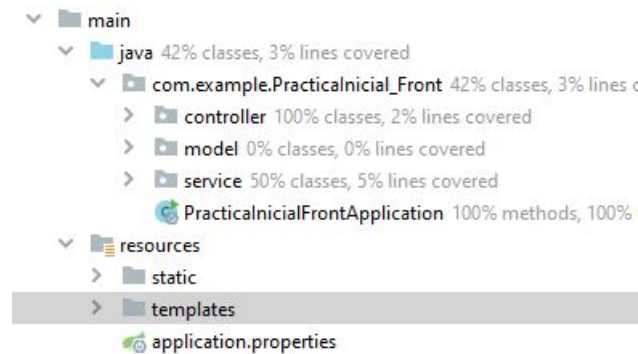 main
java 42% classes, 3% lines covered
com.example.PracticaInicial_Front 42% classes, 3% lines
controller 100% classes, 2% lines covered
model 0% classes, 0% lines covered
service 50% classes, 5% lines covered
PracticaInicialFrontApplication 100% methods, 100%
resources
static
templates
application.properties